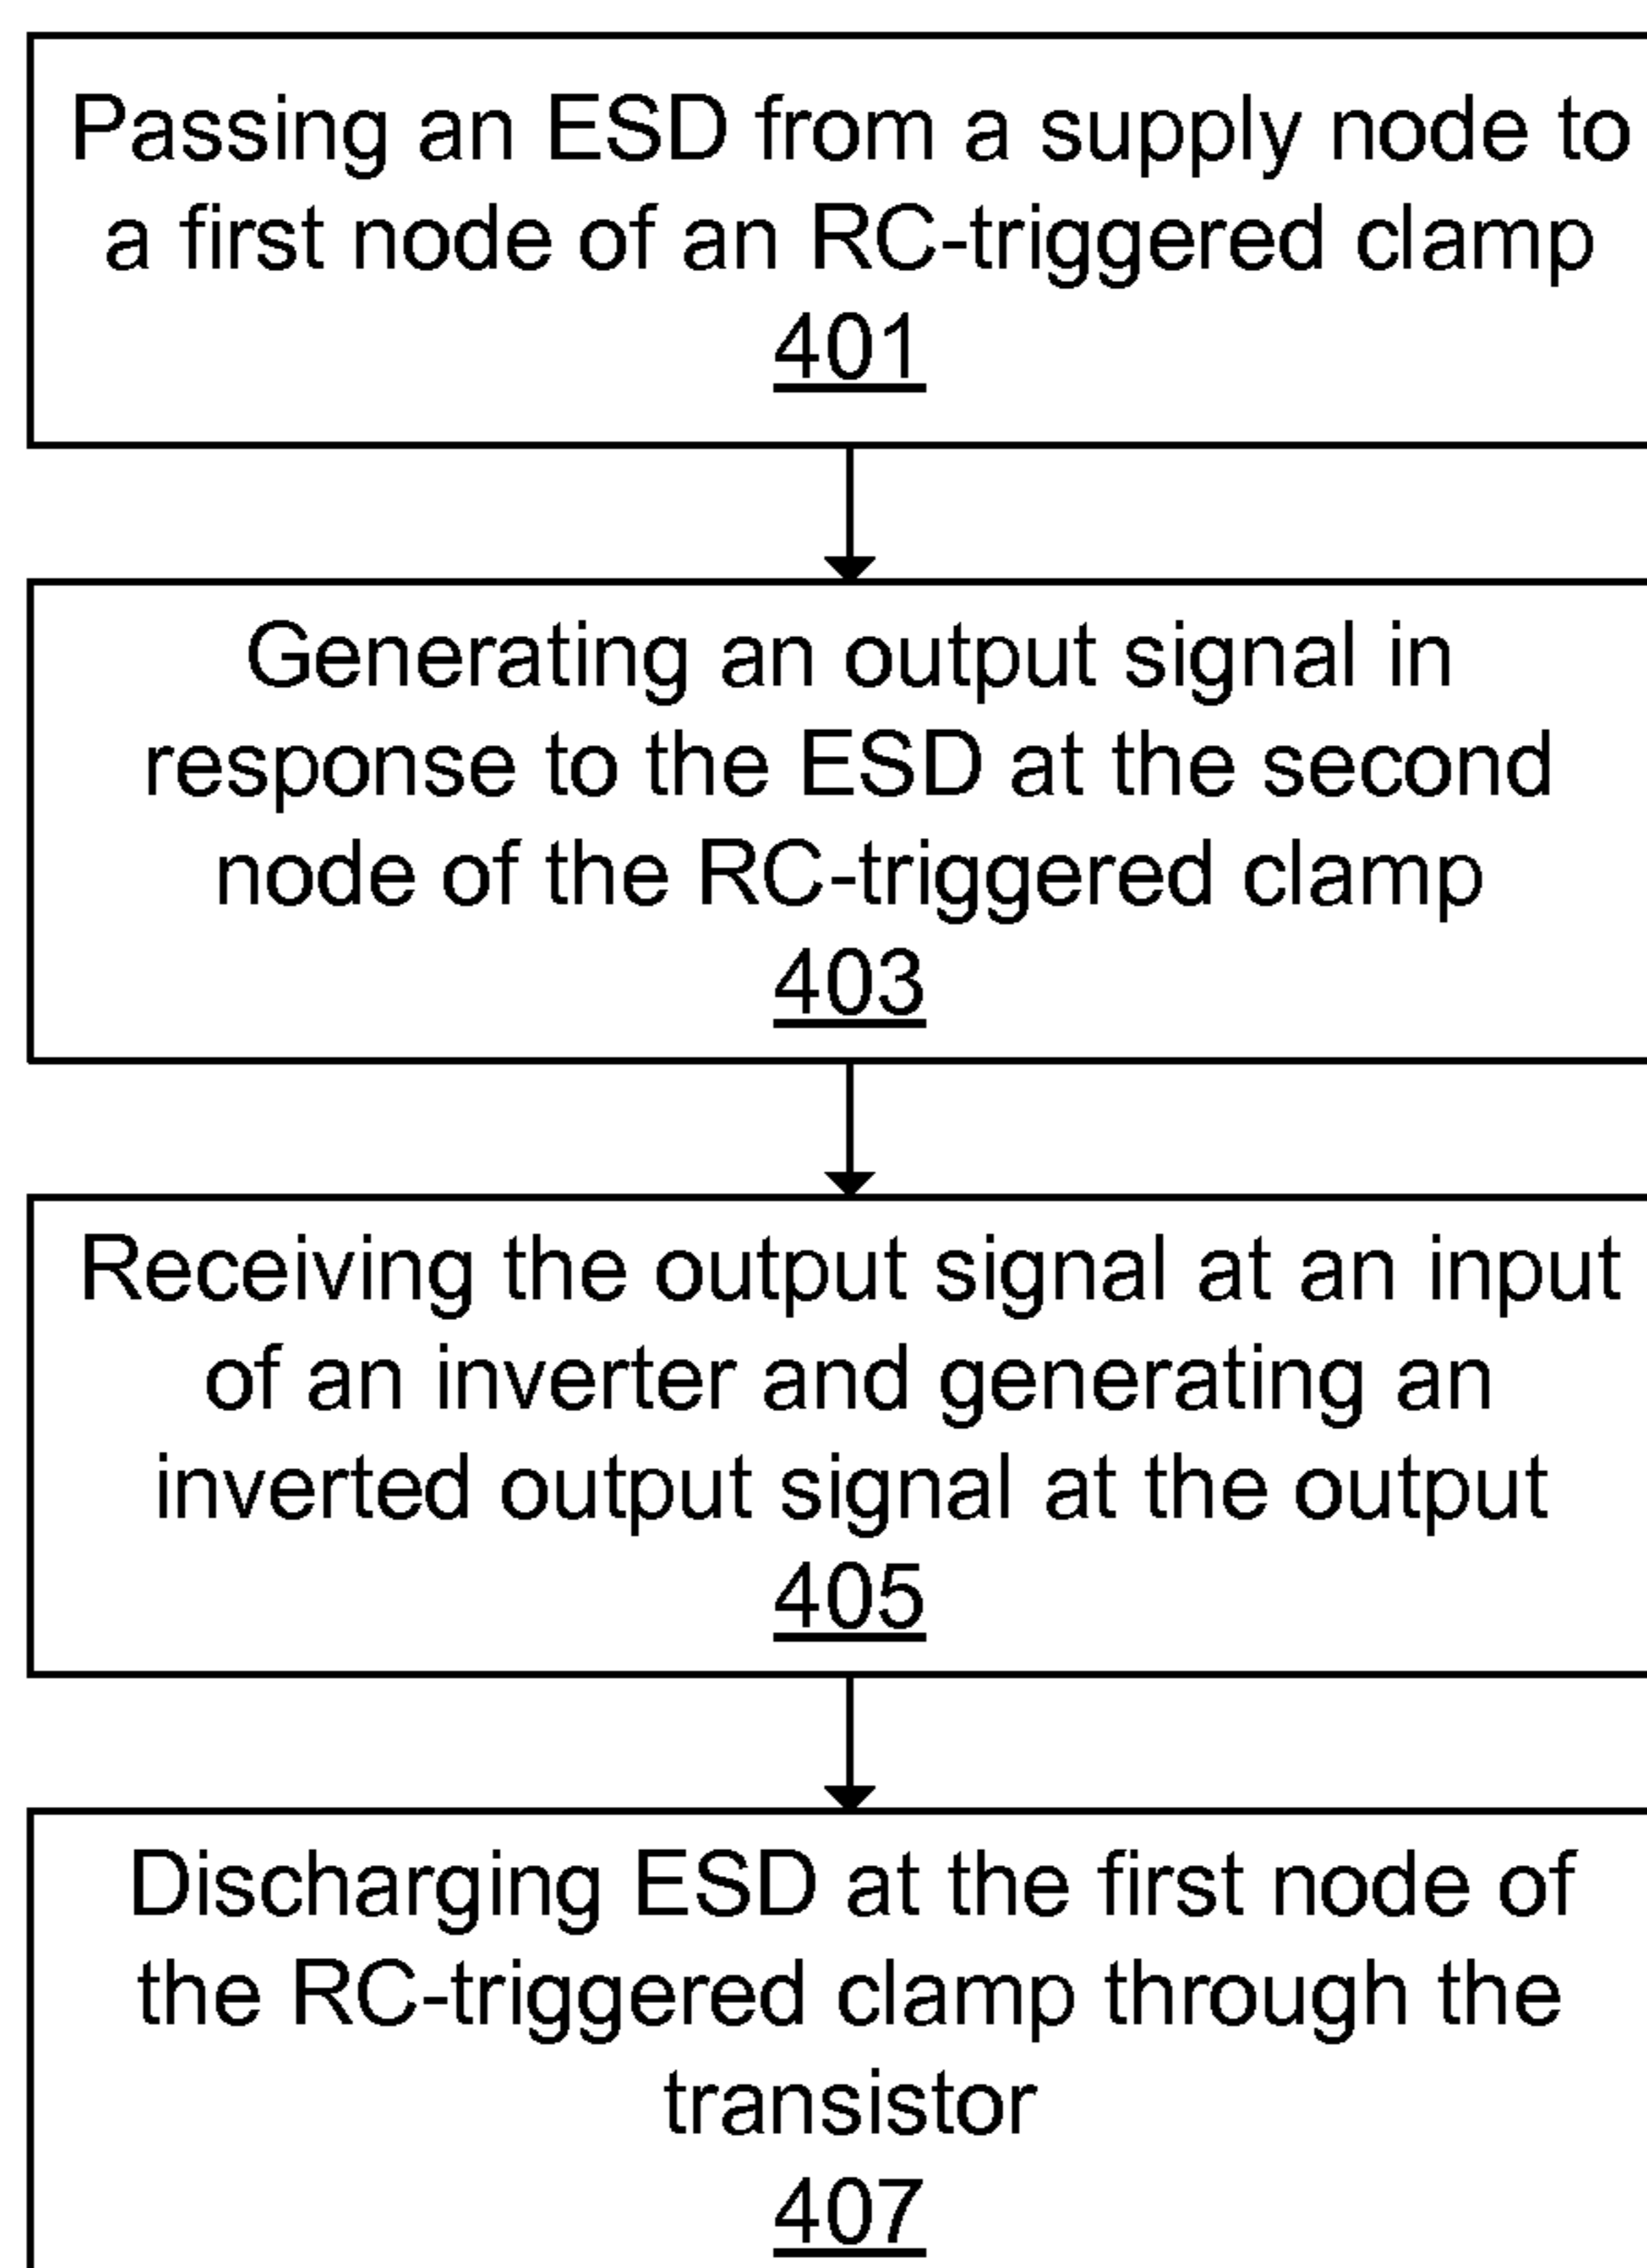 Passing an ESD from a supply node to
a first node of an RC-triggered clamp
401
Generating an output signal in
response to the ESD at the second
node of the RC-triggered clamp
403
Receiving the output signal at an input
of an inverter and generating an
inverted output signal at the output
405
Discharging ESD at the first node of
the RC-triggered clamp through the
transistor
407